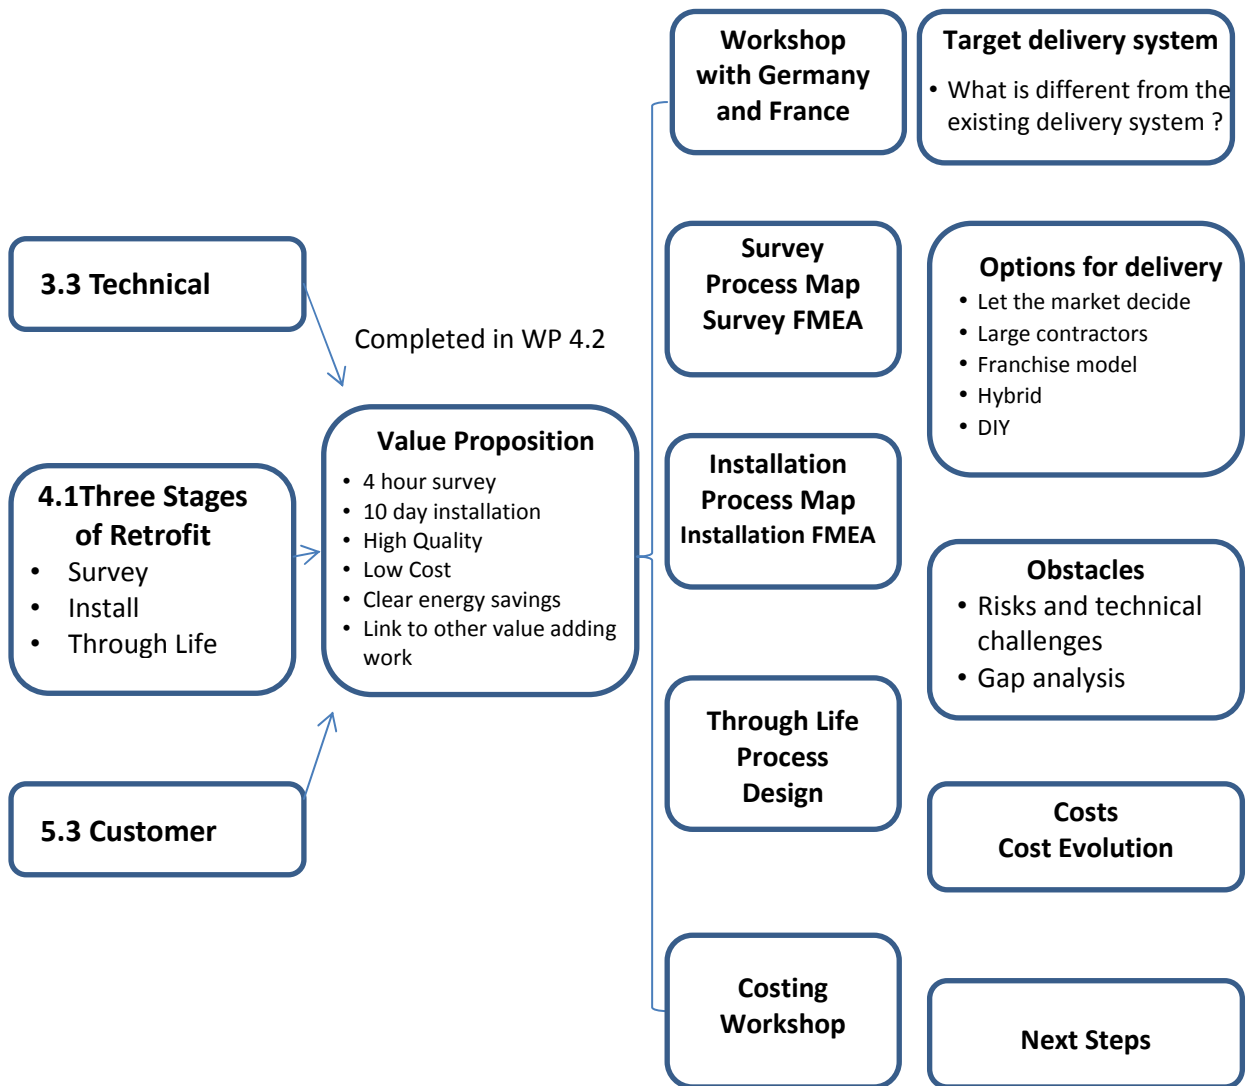 3.3 Technical
4.1Three Stages
of Retrofit
• Survey
• Install
• Through Life
5.3 Customer
Completed in WP 4.2
Value Proposition
• 4 hour survey
• 10 day installation
• High Quality
• Low Cost
• Clear energy savings
• Link to other value adding
work
Workshop
with Germany
and France
Survey
Process Map
Survey FMEA
Installation
Process Map
Installation FMEA
Through Life
Process
Design
Costing
Workshop
Target delivery system
• What is different from the
existing delivery system ?
Options for delivery
• Let the market decide
• Large contractors
• Franchise model
• Hybrid
• DIY
Obstacles
• Risks and technical
challenges
• Gap analysis
Costs
Cost Evolution
Next Steps